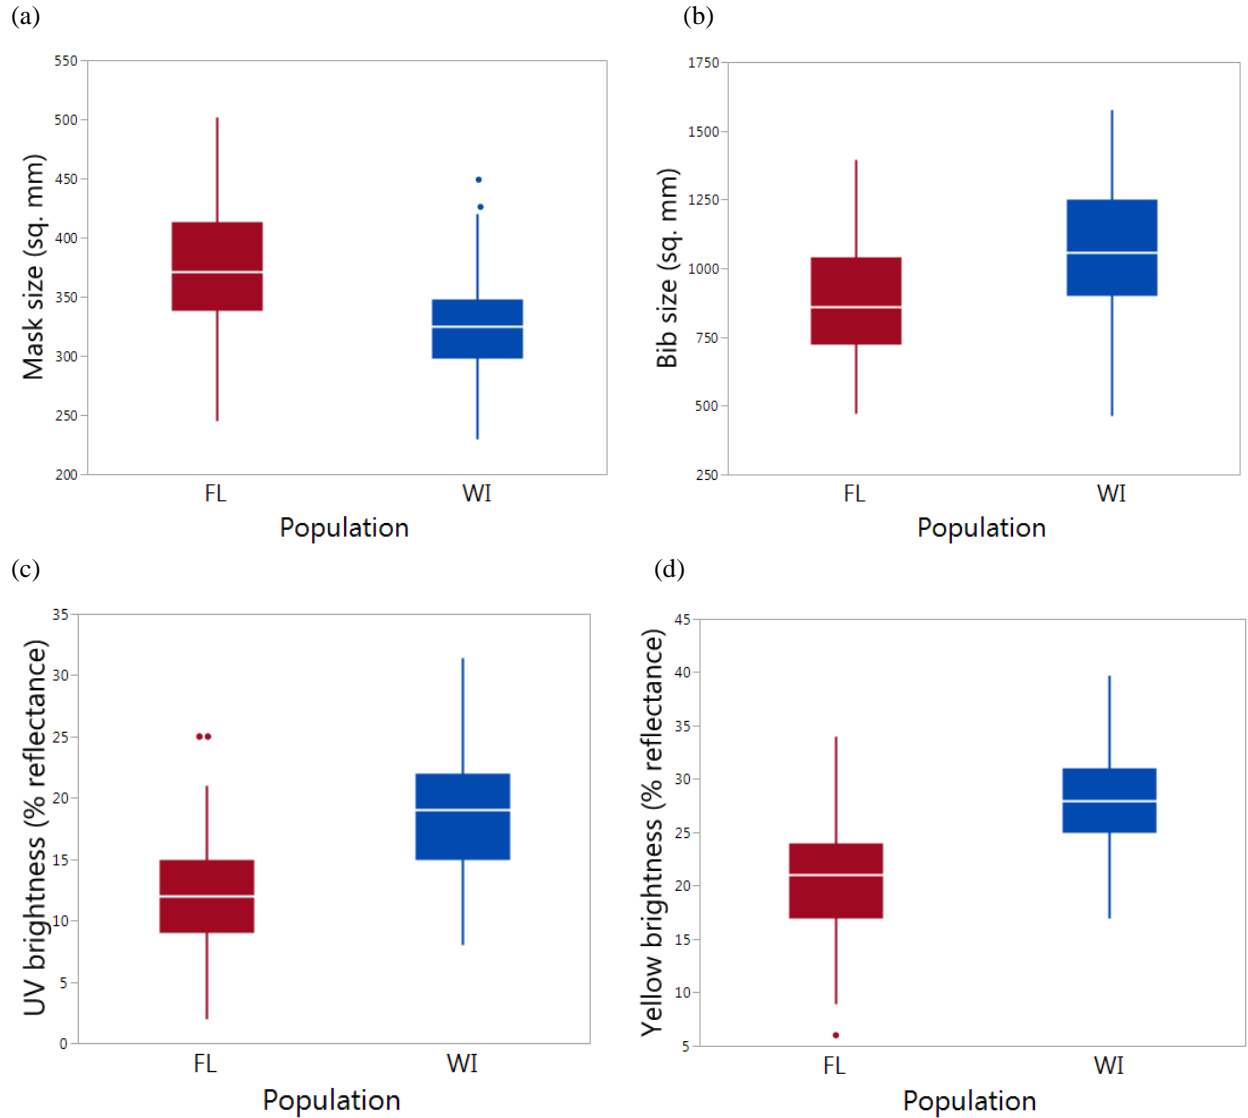 (a)
(b)
Mask size (sq. mm)
550
500
450
400
350
300
250
200
FL
WI
Population
Bib size (sq. mm)
1750
1500
1250
1000
750
500
250
FL
WI
Population
(c)
(d)
UV brightness (% reflectance)
35
30
25
20
15
10
5
0
FL
WI
Population
Yellow brightness (% reflectance)
45
40
35
30
25
20
15
10
5
FL
WI
Population